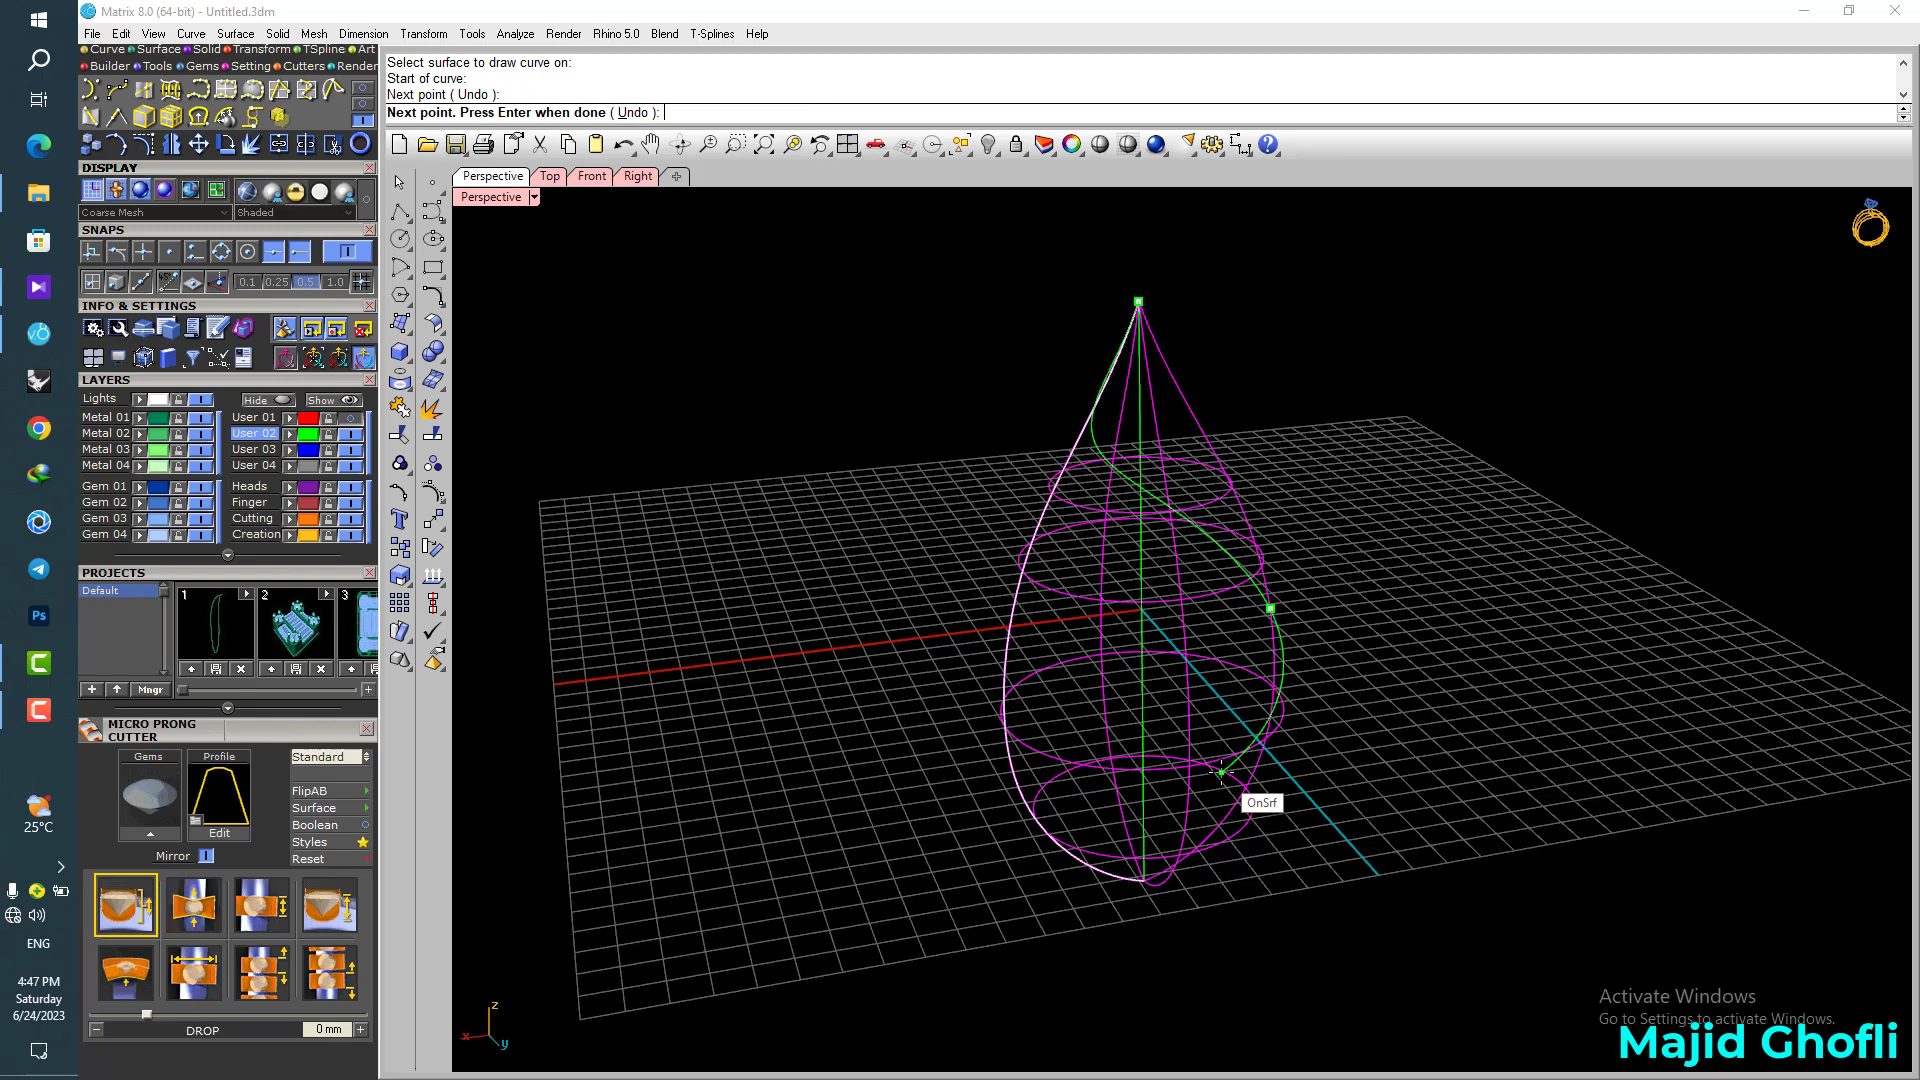 Matrix 8.0 (64-bit) - Untitled.3dm
File Edit View Curve Surface Solid Mesh Dimension Transform Tools Analyze Render Rhino 5.0 Blend T-Splines Help
Curve Surface Solid Transform TSpline Art
Builder Tools Gems Setting Cutters Render
Select surface to draw curve on:
Start of curve:
Next point ( Undo ):
Next point. Press Enter when done ( Undo ):
DISPLAY
Coarse Mesh Shaded
SNAPS
0.1 0.25 0.5 1.0
INFO & SETTINGS
LAYERS
Lights Hide Show
Metal 01 User 01
Metal 02 User 02
Metal 03 User 03
Metal 04 User 04
Gem 01 Heads
Gem 02 Finger
Gem 03 Cutting
Gem 04 Creation
PROJECTS
Default
1 2 3
Mngr
MICRO PRONG
CUTTER
Gems Profile Standard
FlipAB
Surface
Boolean
Edit
Styles
Mirror
Reset
DROP 0 mm
Perspective Top Front Right
Perspective
OnSrf
z
x
y
Ps
25°C
ENG
4:47 PM
Saturday
6/24/2023
Activate Windows
Go to Settings to activate Windows.
Majid Ghofli